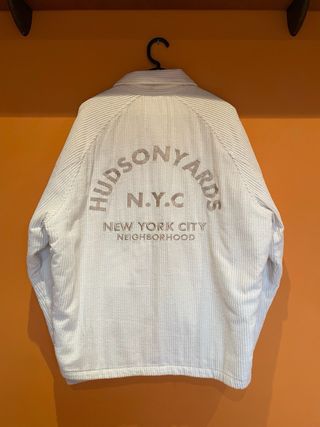 HUDSONYARDS
N.Y.C
NEW YORK CITY
NEIGHBORHOOD